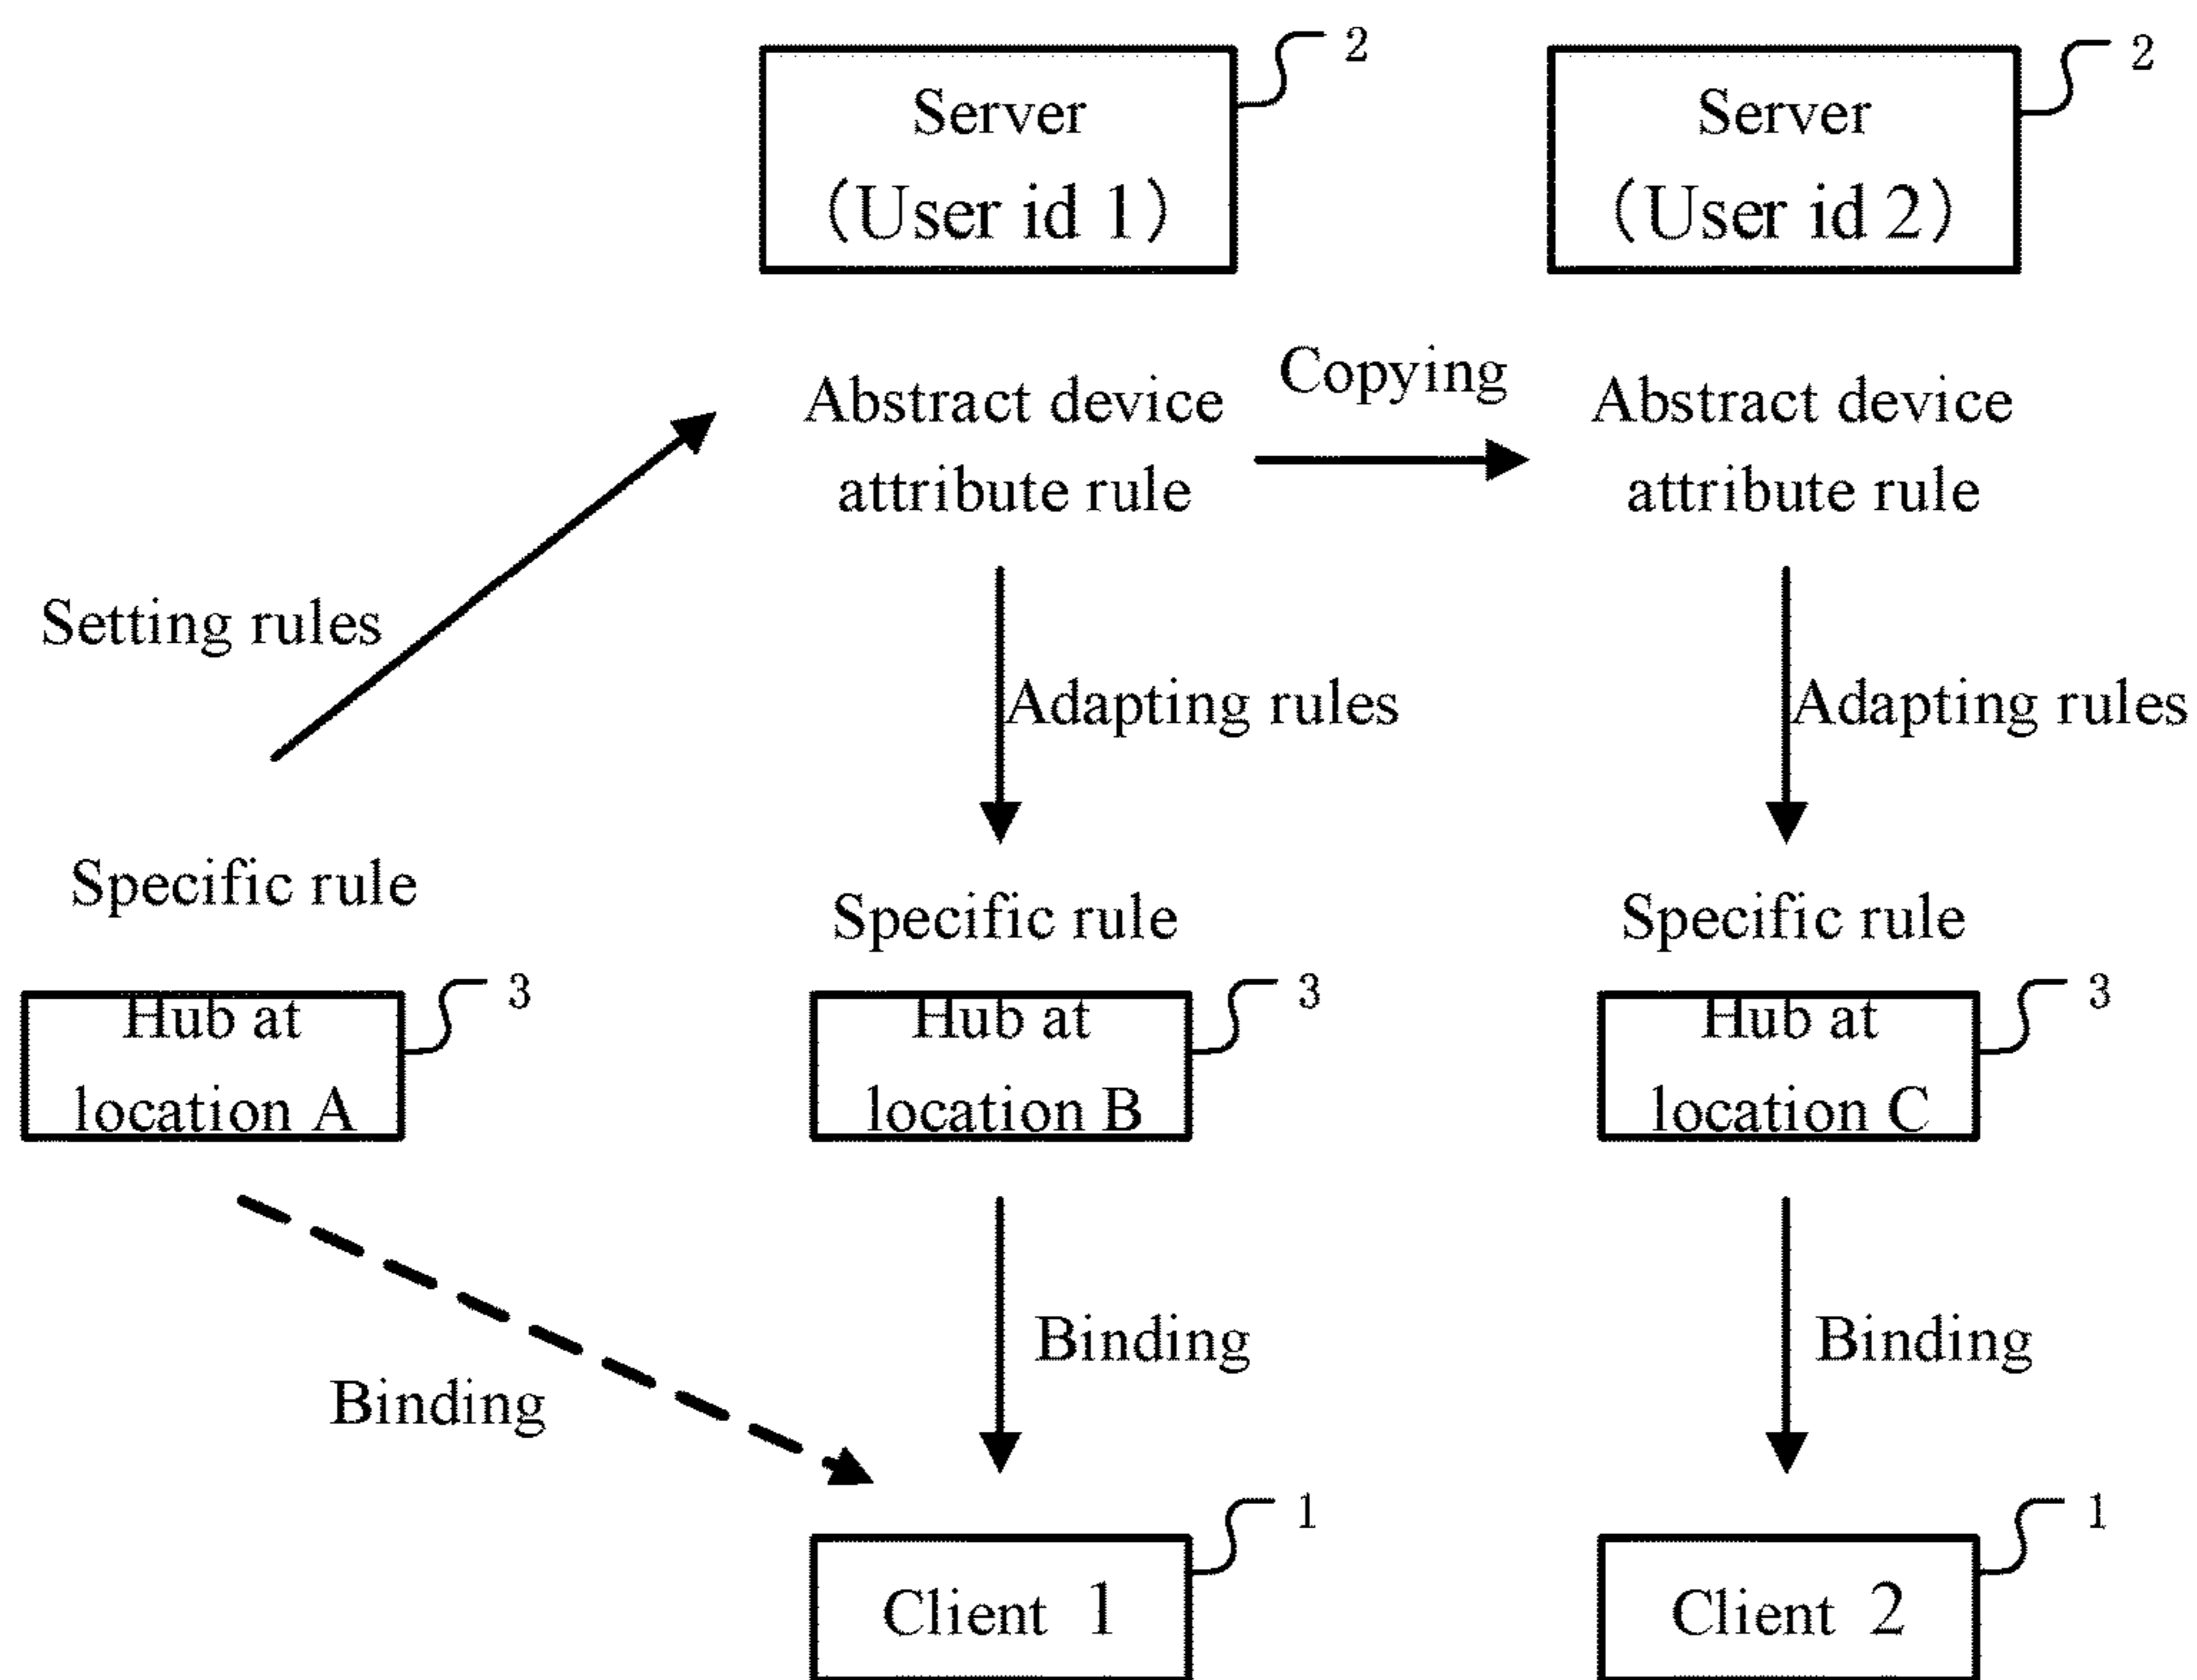 2
2
Server
(User id 1)
Server
(User id 2)
Copying
Abstract device
attribute rule
Abstract device
attribute rule
Setting rules
Adapting rules
Adapting rules
Specific rule
Specific rule
Specific rule
3
3
3
Hub at
location A
Hub at
location B
Hub at
location C
Binding
Binding
Binding
1
1
Client 1
Client 2